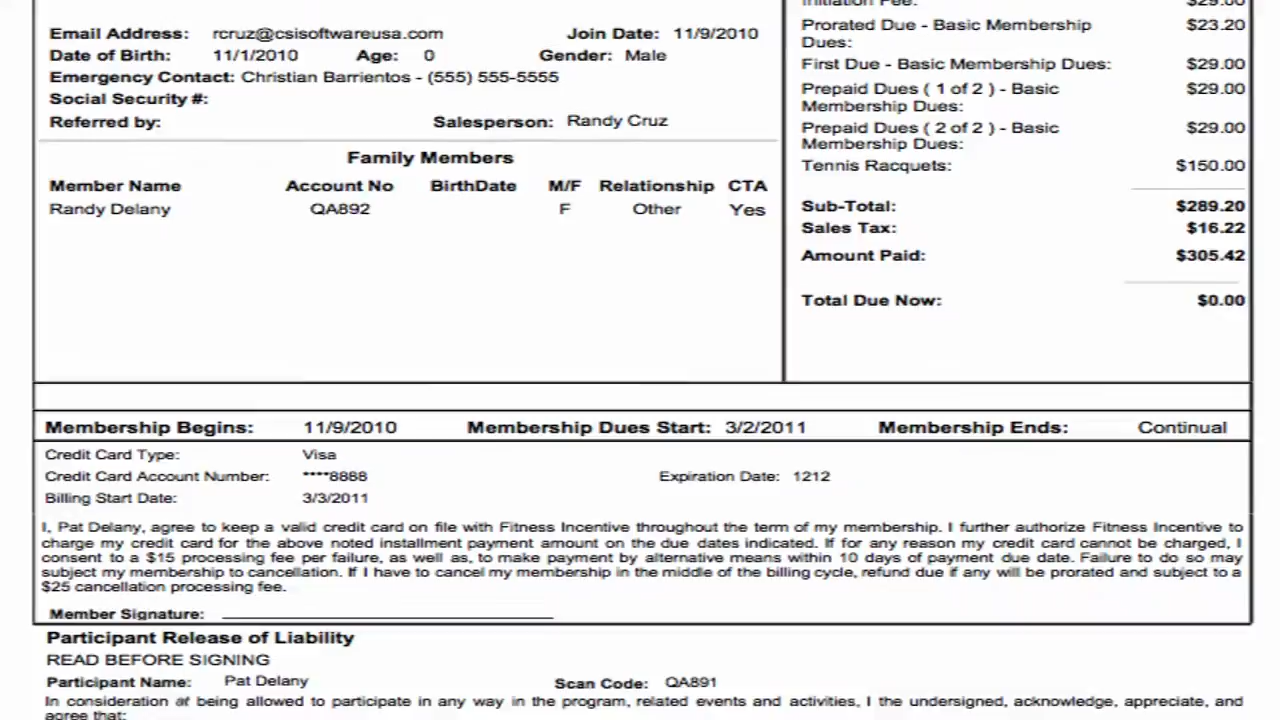 Initiation Fee: $29.00
Email Address: rcruz@csisoftwareusa.com Join Date: 11/9/2010
Date of Birth: 11/1/2010 Age: 0 Gender: Male
Emergency Contact: Christian Barrientos - (555) 555-5555
Social Security #:
Referred by: Salesperson: Randy Cruz
Family Members
Member Name Account No BirthDate M/F Relationship CTA
Randy Delany QA892 F Other Yes
Prorated Due - Basic Membership $23.20
Dues:
First Due - Basic Membership Dues: $29.00
Prepaid Dues ( 1 of 2 ) - Basic $29.00
Membership Dues:
Prepaid Dues ( 2 of 2 ) - Basic $29.00
Membership Dues:
Tennis Racquets: $150.00
Sub-Total: $289.20
Sales Tax: $16.22
Amount Paid: $305.42
Total Due Now: $0.00
Membership Begins: 11/9/2010 Membership Dues Start: 3/2/2011 Membership Ends: Continual
Credit Card Type: Visa
Credit Card Account Number: ****8888 Expiration Date: 1212
Billing Start Date: 3/3/2011
I, Pat Delany, agree to keep a valid credit card on file with Fitness Incentive throughout the term of my membership. I further authorize Fitness Incentive to
charge my credit card for the above noted installment payment amount on the due dates indicated. If for any reason my credit card cannot be charged, I
consent to a $15 processing fee per failure, as well as, to make payment by alternative means within 10 days of payment due date. Failure to do so may
subject my membership to cancellation. If I have to cancel my membership in the middle of the billing cycle, refund due if any will be prorated and subject to a
$25 cancellation processing fee.
Member Signature:
Participant Release of Liability
READ BEFORE SIGNING
Participant Name: Pat Delany Scan Code: QA891
In consideration of being allowed to participate in any way in the program, related events and activities, I the undersigned, acknowledge, appreciate, and
agree that: